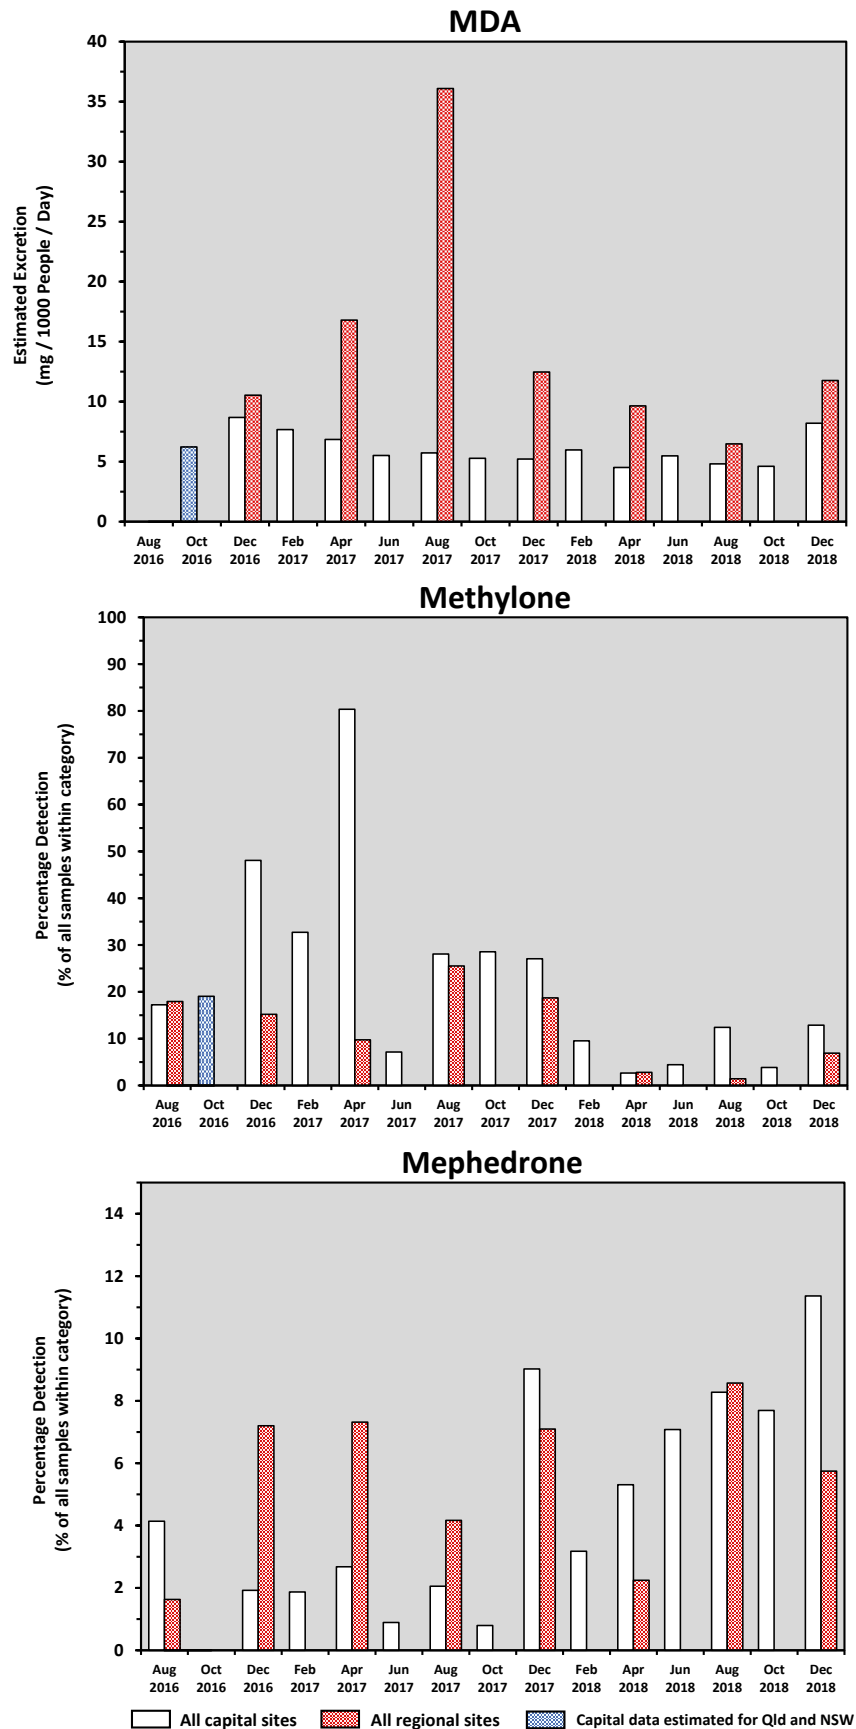 MDA
Estimated Excretion
(mg / 1000 People / Day)
40
35
30
25
20
15
10
5
0
Aug Oct Dec Feb Apr Jun Aug Oct Dec Feb Apr Jun Aug Oct Dec
2016 2016 2016 2017 2017 2017 2017 2017 2017 2018 2018 2018 2018 2018 2018
Methylone
Percentage Detection
(% of all samples within category)
100
90
80
70
60
50
40
30
20
10
0
Aug Oct Dec Feb Apr Jun Aug Oct Dec Feb Apr Jun Aug Oct Dec
2016 2016 2016 2017 2017 2017 2017 2017 2017 2018 2018 2018 2018 2018 2018
Mephedrone
Percentage Detection
(% of all samples within category)
14
12
10
8
6
4
2
0
Aug Oct Dec Feb Apr Jun Aug Oct Dec Feb Apr Jun Aug Oct Dec
2016 2016 2016 2017 2017 2017 2017 2017 2017 2018 2018 2018 2018 2018 2018
All capital sites All regional sites Capital data estimated for Qld and NSW